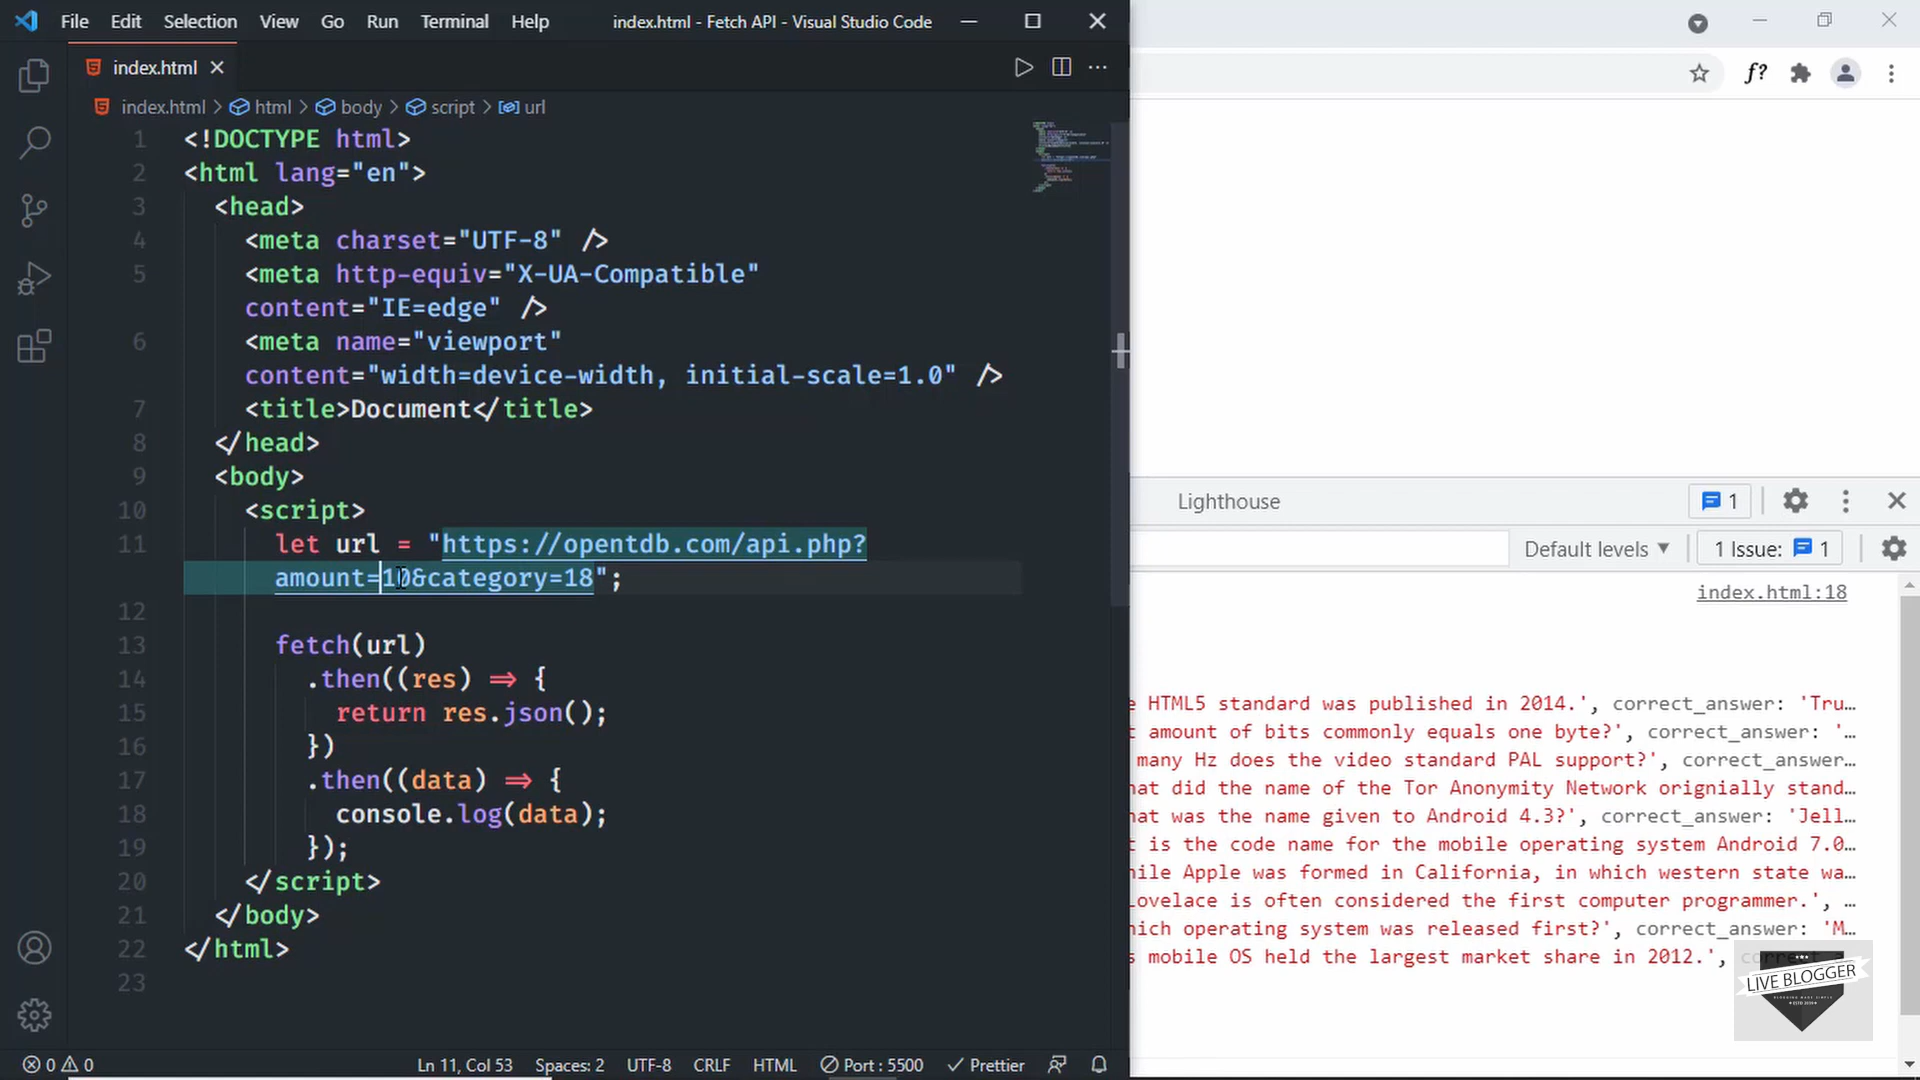 File Edit Selection View Go Run Terminal Help index.html - Fetch API - Visual Studio Code
index.html
index.html > html > body > script > url
f?
1 <!DOCTYPE html>
2 <html lang="en">
3 <head>
4 <meta charset="UTF-8" />
5 <meta http-equiv="X-UA-Compatible"
content="IE=edge" />
6 <meta name="viewport"
content="width=device-width, initial-scale=1.0" />
7 <title>Document</title>
8 </head>
9 <body>
10 <script>
11 let url = "https://opentdb.com/api.php?
amount=10&category=18";
12
13 fetch(url)
14 .then((res) => {
15 return res.json();
16 })
17 .then((data) => {
18 console.log(data);
19 });
20 </script>
21 </body>
22 </html>
23
0 0 Ln 11, Col 53 Spaces: 2 UTF-8 CRLF HTML Port : 5500 Prettier
Lighthouse 1
Default levels 1 Issue: 1
index.html:18
HTML5 standard was published in 2014.', correct_answer: 'Tru…
amount of bits commonly equals one byte?', correct_answer: '…
many Hz does the video standard PAL support?', correct_answer…
did the name of the Tor Anonymity Network orignially stand…
was the name given to Android 4.3?', correct_answer: 'Jell…
is the code name for the mobile operating system Android 7.0…
Apple was formed in California, in which western state wa…
Lovelace is often considered the first computer programmer.', …
operating system was released first?', correct_answer: 'M…
mobile OS held the largest market share in 2012.',
LIVE BLOGGER